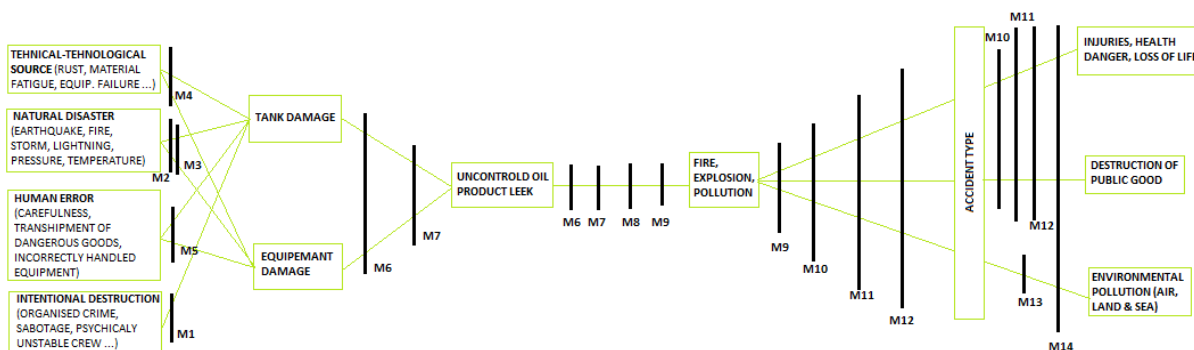 TEHNICAL-TEHNOLOGICAL
SOURCE (RUST, MATERIAL
FATIGUE, EQUIP. FAILURE ...)
M4
NATURAL DISASTER
(EARTHQUAKE, FIRE,
STORM, LIGHTNING,
PRESSURE, TEMPERATURE)
M3
M2
HUMAN ERROR
(CAREFULNESS,
TRANSHIPMENT OF
DANGEROUS GOODS,
INCORRECTLY HANDLED
EQUIPMENT)
M5
INTENTIONAL DESTRUCTION
(ORGANISED CRIME,
SABOTAGE, PSYCHICALY
UNSTABLE CREW ...)
M1
TANK DAMAGE
EQUIPEMANT
DAMAGE
M6
M7
UNCONTROLD OIL
PRODUCT LEEK
M6
M7
M8
M9
FIRE,
EXPLOSION,
POLLUTION
M9
M10
M11
M12
ACCIDENT TYPE
M10
M11
M12
M13
M14
INJURIES, HEALTH
DANGER, LOSS OF LIFE
DESTRUCTION OF
PUBLIC GOOD
ENVIRONMENTAL
POLLUTION (AIR,
LAND & SEA)